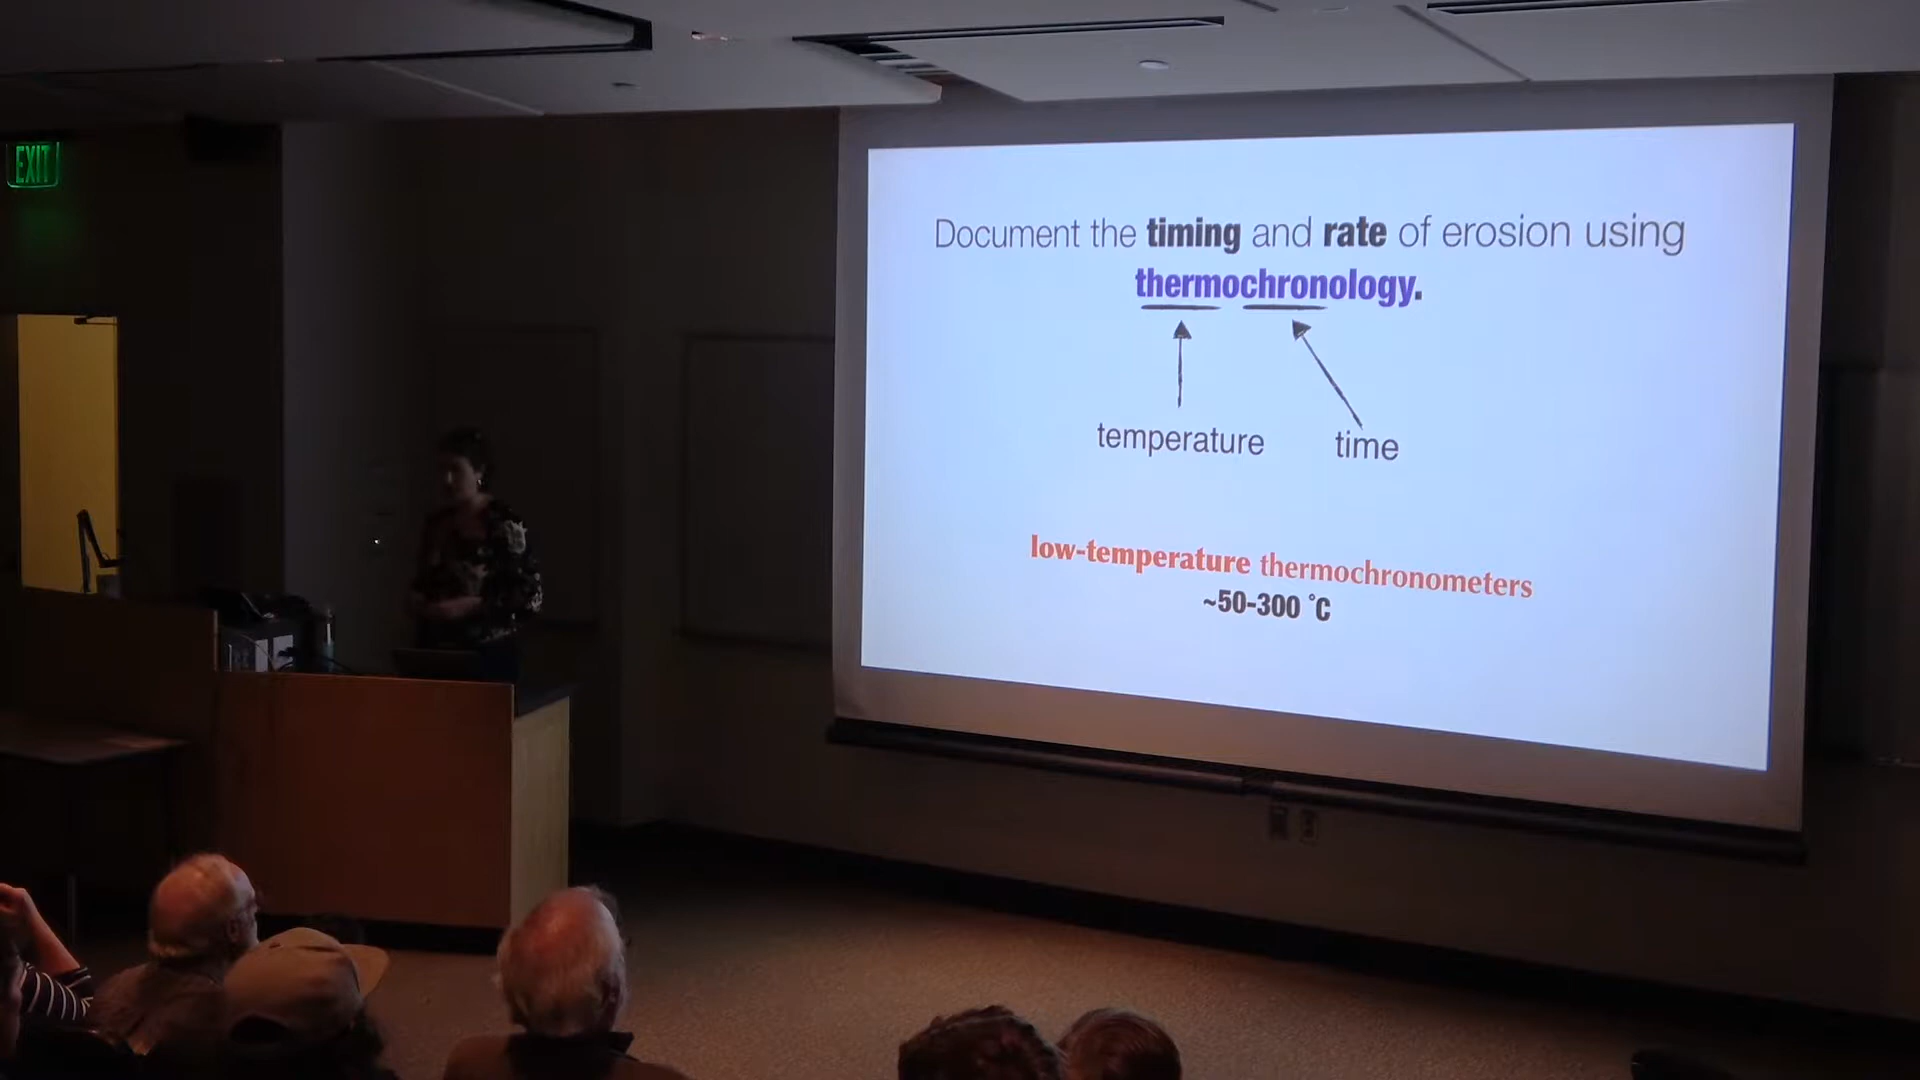 EXIT
Document the timing and rate of erosion using
thermochronology.
temperature
time
low-temperature thermochronometers
~50-300 °C